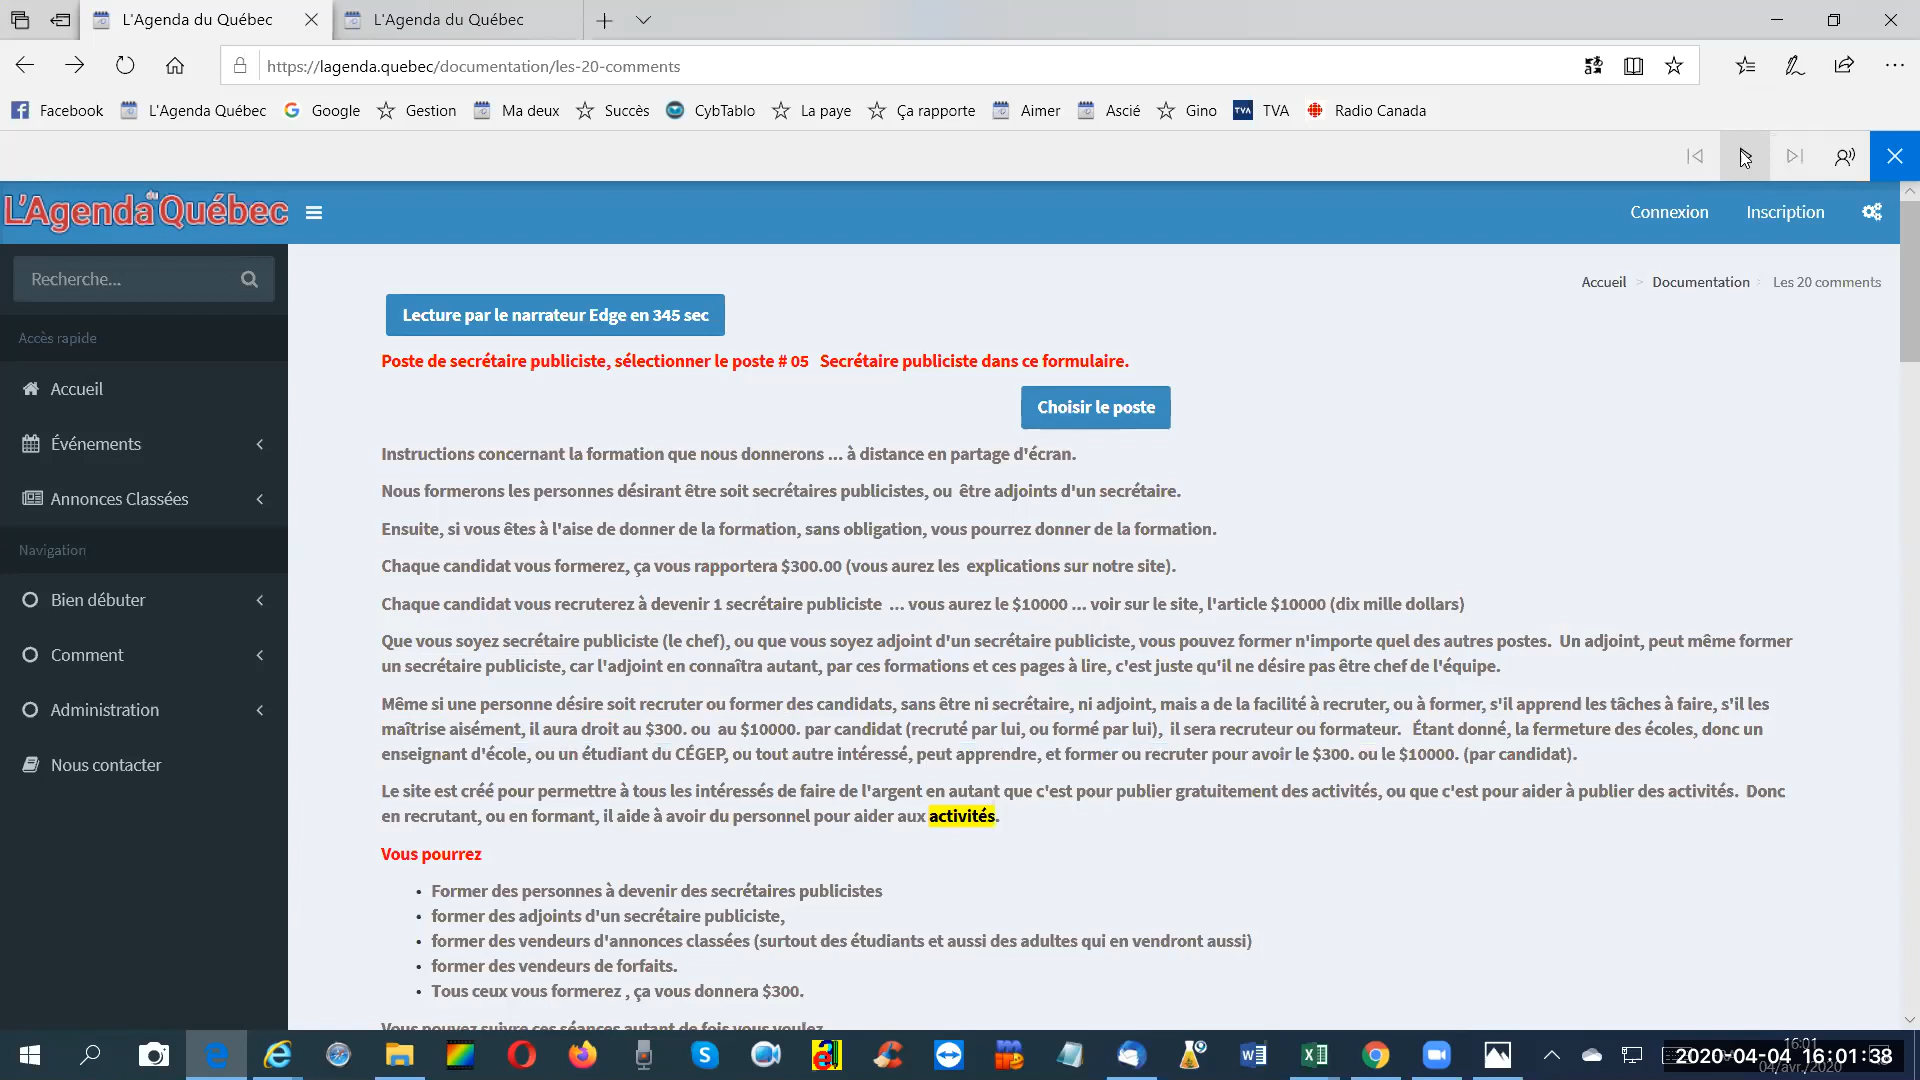 L'Agenda du Québec
L'Agenda du Québec
https://lagenda.quebec/documentation/les-20-comments
Facebook L'Agenda Québec Google Gestion Ma deux Succès CybTablo La paye Ça rapporte Aimer Ascié Gino TVA Radio Canada
L'Agenda du Québec
Connexion Inscription
Recherche...
Accueil > Documentation > Les 20 comments
Lecture par le narrateur Edge en 345 sec
Accès rapide
Poste de secrétaire publiciste, sélectionner le poste # 05 Secrétaire publiciste dans ce formulaire.
Accueil
Choisir le poste
Événements
Instructions concernant la formation que nous donnerons ... à distance en partage d'écran.
Annonces Classées
Nous formerons les personnes désirant être soit secrétaires publicistes, ou être adjoints d'un secrétaire.
Ensuite, si vous êtes à l'aise de donner de la formation, sans obligation, vous pourrez donner de la formation.
Navigation
Chaque candidat vous formerez, ça vous rapportera $300.00 (vous aurez les explications sur notre site).
Bien débuter
Chaque candidat vous recruterez à devenir 1 secrétaire publiciste ... vous aurez le $10000 ... voir sur le site, l'article $10000 (dix mille dollars)
Comment
Que vous soyez secrétaire publiciste (le chef), ou que vous soyez adjoint d'un secrétaire publiciste, vous pouvez former n'importe quel des autres postes. Un adjoint, peut même former
un secrétaire publiciste, car l'adjoint en connaîtra autant, par ces formations et ces pages à lire, c'est juste qu'il ne désire pas être chef de l'équipe.
Administration
Même si une personne désire soit recruter ou former des candidats, sans être ni secrétaire, ni adjoint, mais a de la facilité à recruter, ou à former, s'il apprend les tâches à faire, s'il les
maîtrise aisément, il aura droit au $300. ou au $10000. par candidat (recruté par lui, ou formé par lui), il sera recruteur ou formateur. Étant donné, la fermeture des écoles, donc un
enseignant d'école, ou un étudiant du CÉGEP, ou tout autre intéressé, peut apprendre, et former ou recruter pour avoir le $300. ou le $10000. (par candidat).
Nous contacter
Le site est créé pour permettre à tous les intéressés de faire de l'argent en autant que c'est pour publier gratuitement des activités, ou que c'est pour aider à publier des activités. Donc
en recrutant, ou en formant, il aide à avoir du personnel pour aider aux activités.
Vous pourrez
• Former des personnes à devenir des secrétaires publicistes
• former des adjoints d'un secrétaire publiciste,
• former des vendeurs d'annonces classées (surtout des étudiants et aussi des adultes qui en vendront aussi)
• former des vendeurs de forfaits.
• Tous ceux vous formerez , ça vous donnera $300.
Vous pouvez suivre ces séances autant de fois vous voulez
16:01
2020-04-04 16:01:38
04/avr./2020